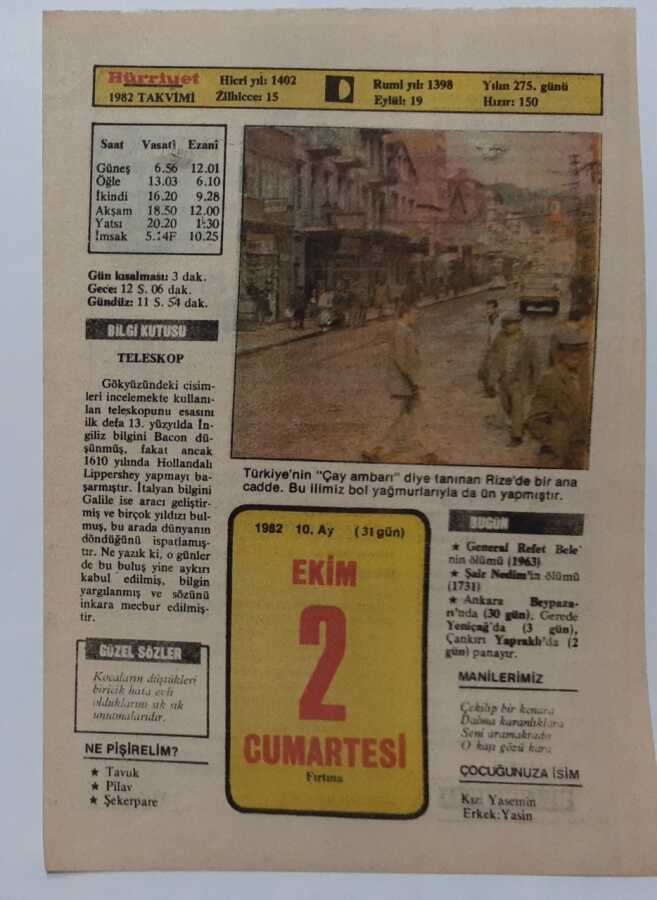 Hürriyet
1982 TAKVİMİ
Hicri yıl: 1402
Zilhicce: 15
Rumi yıl: 1398
Eylül: 19
Yılın 275. günü
Hızır: 150
Saat Vasatî Ezanî
Güneş 6.56 12.01
Öğle 13.03 6.10
İkindi 16.20 9.28
Akşam 18.50 12.00
Yatsı 20.20
İmsak 10.25
Gün kısalması: 3 dak.
Gece: 12 S. 06 dak.
Gündüz: 11 S. 54 dak.
BİLGİ KUTUSU
TELESKOP
Gökyüzündeki cisim-
leri incelemekte kullanı-
lan teleskopunu esasını
ilk defa 13. yüzyılda İn-
giliz bilgini Bacon dü-
şünmüş, fakat ancak
1610 yılında Hollandalı
Lippershey yapmayı ba-
şarmıştır. İtalyan bilgini
Galile ise aracı geliştir-
miş ve birçok yıldızı bul-
muş, bu arada dünyanın
döndüğünü ispatlamış-
tır. Ne yazık ki, o günler
de bu buluş yine aykırı
kabul edilmiş, bilgin
yargılanmış ve sözünü
inkara mecbur edilmiş-
tir.
GÜZEL SÖZLER
Kocaların düştükleri
biricik hata evli
olduklarını sık sık
unutmalarıdır.
NE PİŞİRELİM?
★ Tavuk
★ Pilav
★ Şekerpare
Türkiye'nin "Çay ambarı" diye tanınan Rize'de bir ana
cadde. Bu ilimiz bol yağmurlarıyla da ün yapmıştır.
1982 10. Ay (31 gün)
EKİM
2
CUMARTESİ
Fırtına
BUGÜN
★ General Refet Bele'
nin ölümü (1963)
★ Şair Nedim'in ölümü
(1731)
★ Ankara Beypaza-
rı'nda (30 gün), Gerede
Yeniçağ'da (3 gün),
Çankırı Yapraklı'da (2
gün) panayır.
MANİLERİMİZ
Çekilip bir kenara
Daima karanlıklara
Seni aramaktadır
O kaşı gözü kara
ÇOCUĞUNUZA İSİM
Kız: Yasemin
Erkek: Yasin